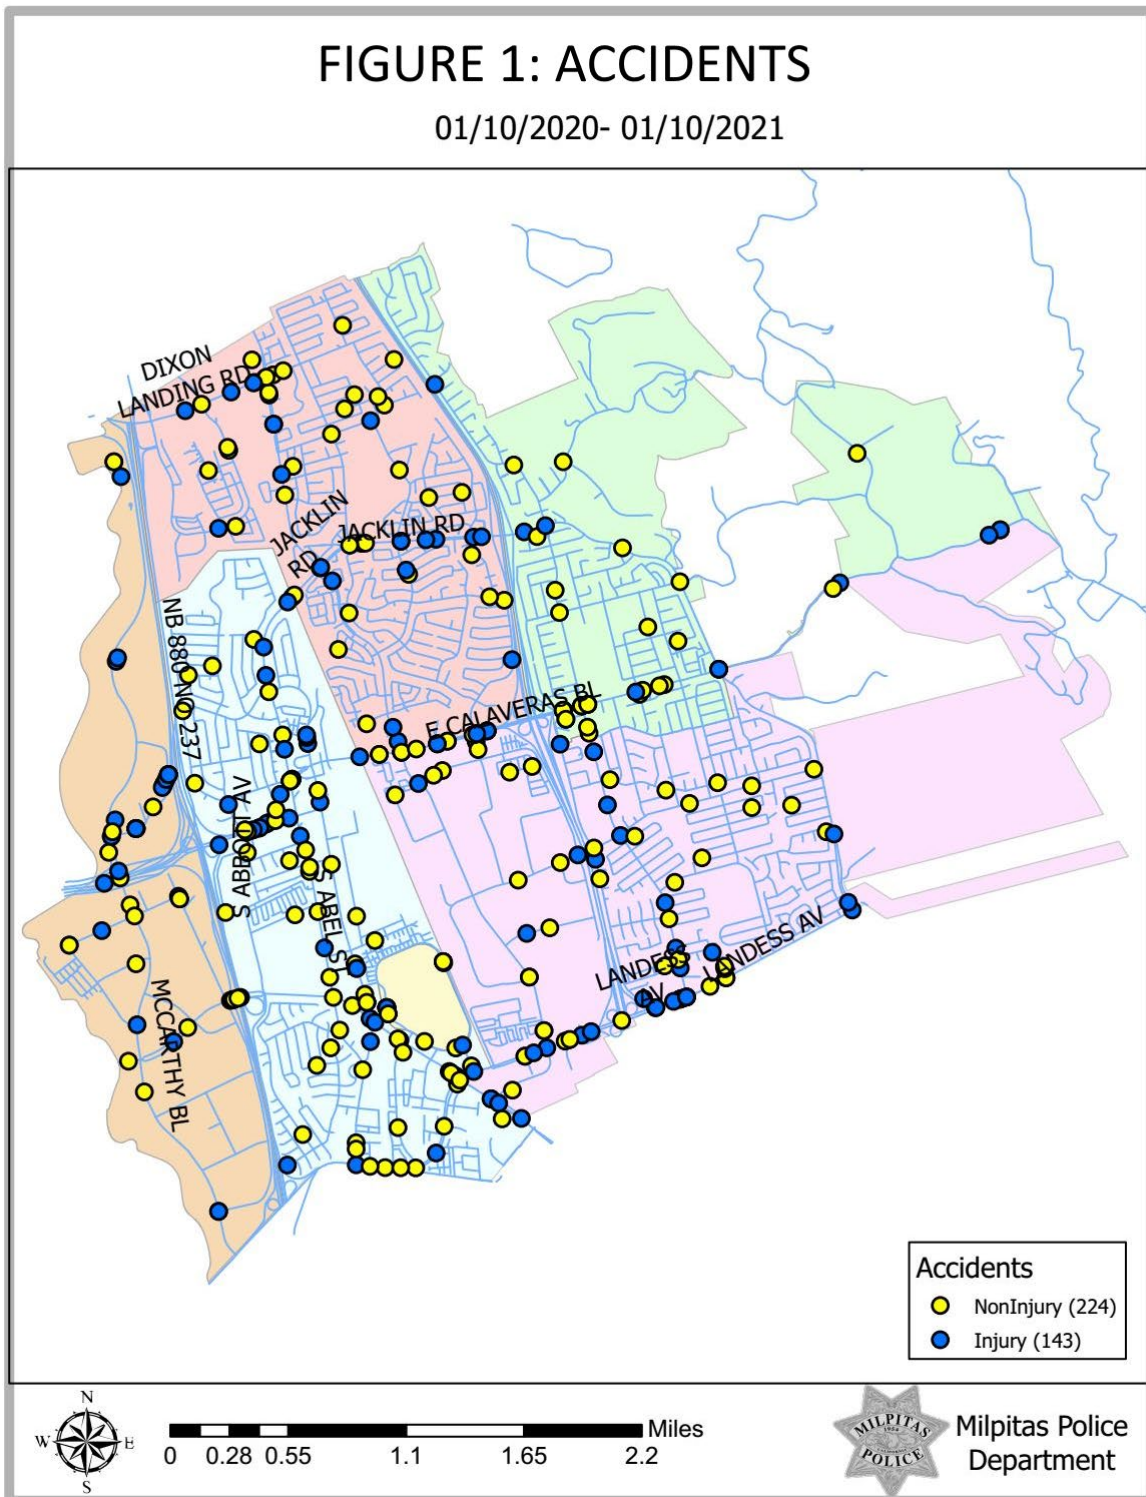 FIGURE 1: ACCIDENTS
01/10/2020- 01/10/2021
DIXON
LANDING RD
JACKLIN
RD
JACKLIN RD
NB 880 NO 237
E CALAVERAS BL
S ABBOTT AV
S ABEL ST
LANDESS
AV
LANDESS AV
MCCARTHY BL
Accidents
NonInjury (224)
Injury (143)
N
W
E
S
0
0.28
0.55
1.1
1.65
2.2
Miles
MILPITAS
POLICE
Milpitas Police
Department